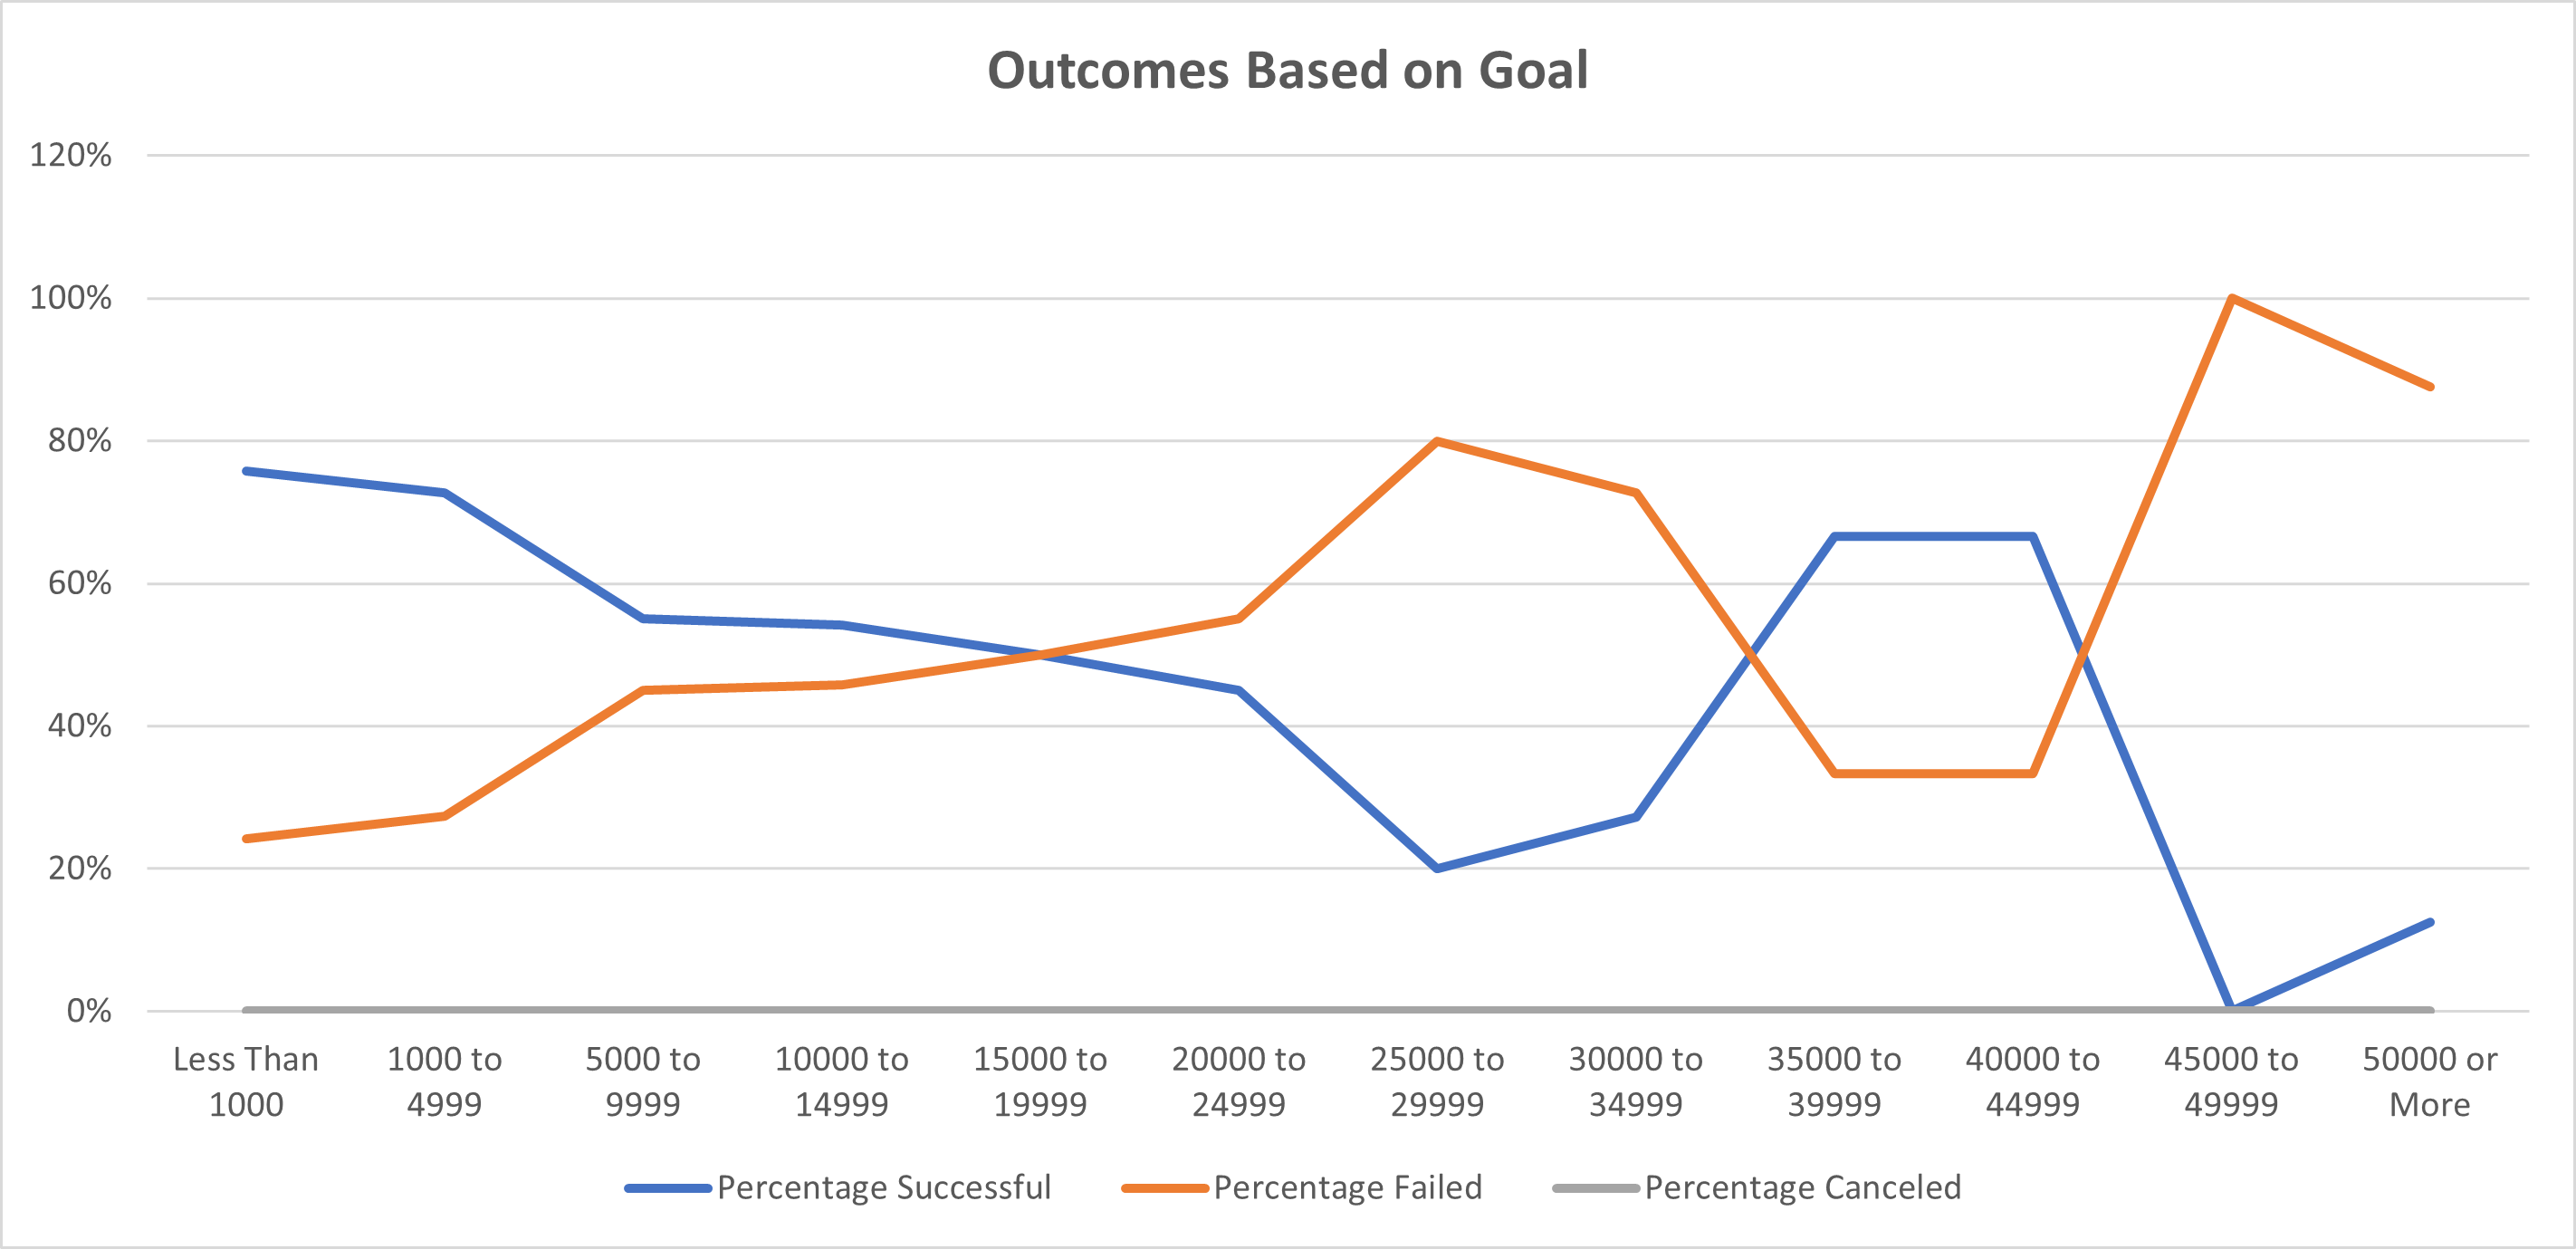 Outcomes Based on Goal
120%
100%
80%
60%
40%
20%
0%
Less Than
1000
1000 to
4999
5000 to
9999
10000 to
14999
15000 to
19999
20000 to
24999
25000 to
29999
30000 to
34999
35000 to
39999
40000 to
44999
45000 to
49999
50000 or
More
Percentage Successful
Percentage Failed
Percentage Canceled